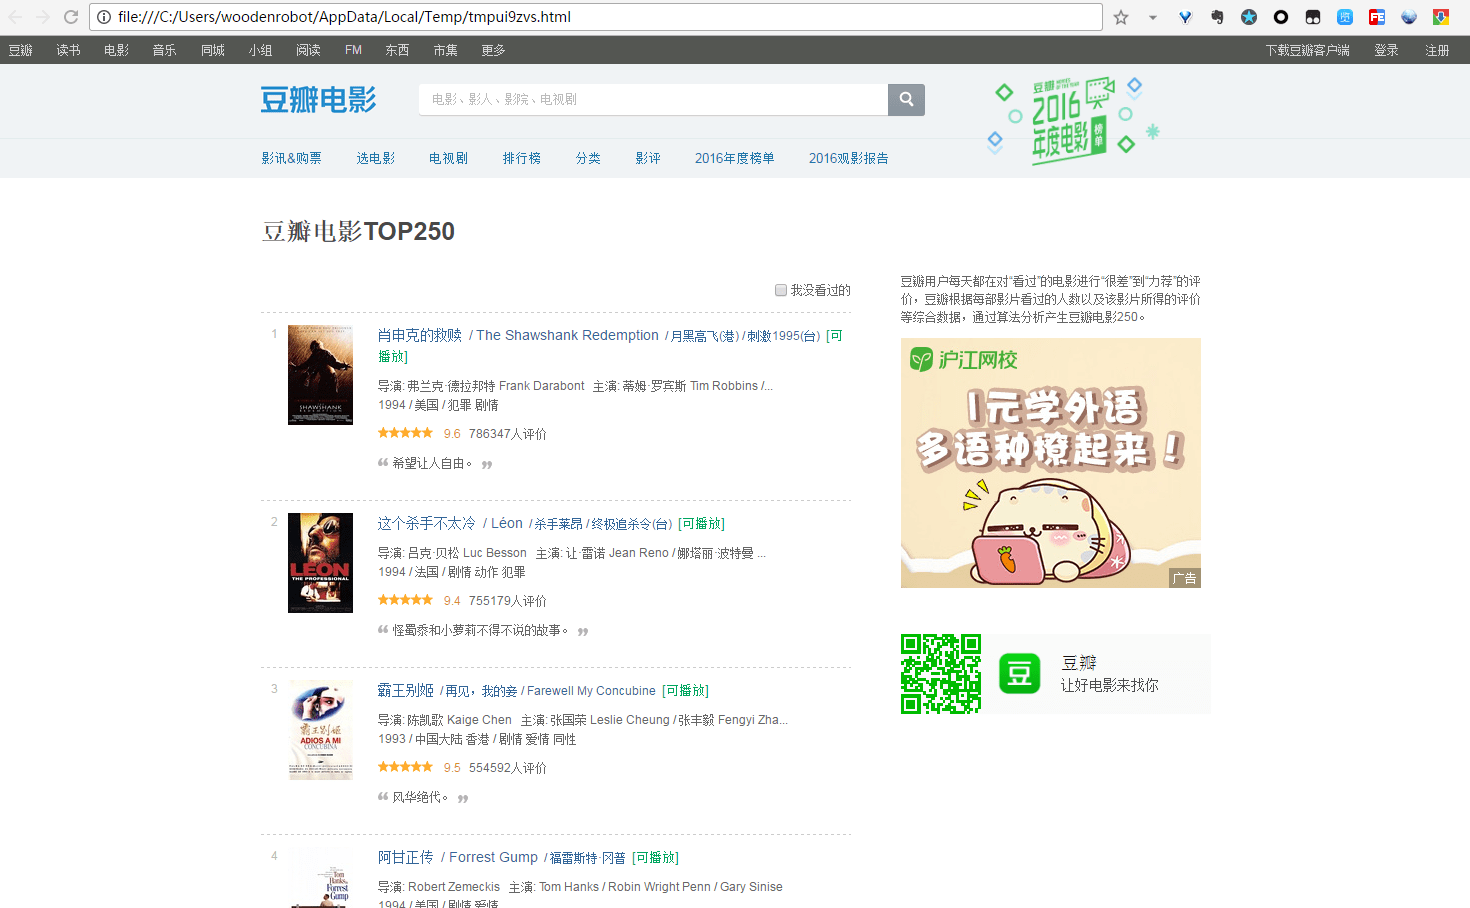 file:///C:/Users/woodenrobot/AppData/Local/Temp/tmpui9zvs.html
豆瓣 读书 电影 音乐 同城 小组 阅读 FM 东西 市集 更多 下载豆瓣客户端 登录 注册
豆瓣电影
电影、影人、影院、电视剧
豆瓣
2016
年度电影
榜单
影讯&购票 选电影 电视剧 排行榜 分类 影评 2016年度榜单 2016观影报告
豆瓣电影TOP250
我没看过的
1
肖申克的救赎 / The Shawshank Redemption / 月黑高飞(港) / 刺激1995(台) [可
播放]
导演: 弗兰克·德拉邦特 Frank Darabont 主演: 蒂姆·罗宾斯 Tim Robbins /...
1994 / 美国 / 犯罪 剧情
9.6 786347人评价
“ 希望让人自由。 ”
SHAWSHANK
2
这个杀手不太冷 / Léon / 杀手莱昂 / 终极追杀令(台) [可播放]
导演: 吕克·贝松 Luc Besson 主演: 让·雷诺 Jean Reno / 娜塔丽·波特曼 ...
1994 / 法国 / 剧情 动作 犯罪
9.4 755179人评价
“ 怪蜀黍和小萝莉不得不说的故事。 ”
LEON
THE PROFESSIONAL
3
霸王别姬 / 再见，我的妾 / Farewell My Concubine [可播放]
导演: 陈凯歌 Kaige Chen 主演: 张国荣 Leslie Cheung / 张丰毅 Fengyi Zha...
1993 / 中国大陆 香港 / 剧情 爱情 同性
9.5 554592人评价
“ 风华绝代。 ”
霸王别姬
ADIOS A MI
CONCUBINA
4
阿甘正传 / Forrest Gump / 福雷斯特·冈普 [可播放]
导演: Robert Zemeckis 主演: Tom Hanks / Robin Wright Penn / Gary Sinise
1994 / 美国 / 剧情 爱情
Tom
Hanks is
Forrest
Gump
豆瓣用户每天都在对“看过”的电影进行“很差”到“力荐”的评
价，豆瓣根据每部影片看过的人数以及该影片所得的评价
等综合数据，通过算法分析产生豆瓣电影250。
沪江网校
1元学外语
多语种撩起来！
广告
豆
豆瓣
让好电影来找你